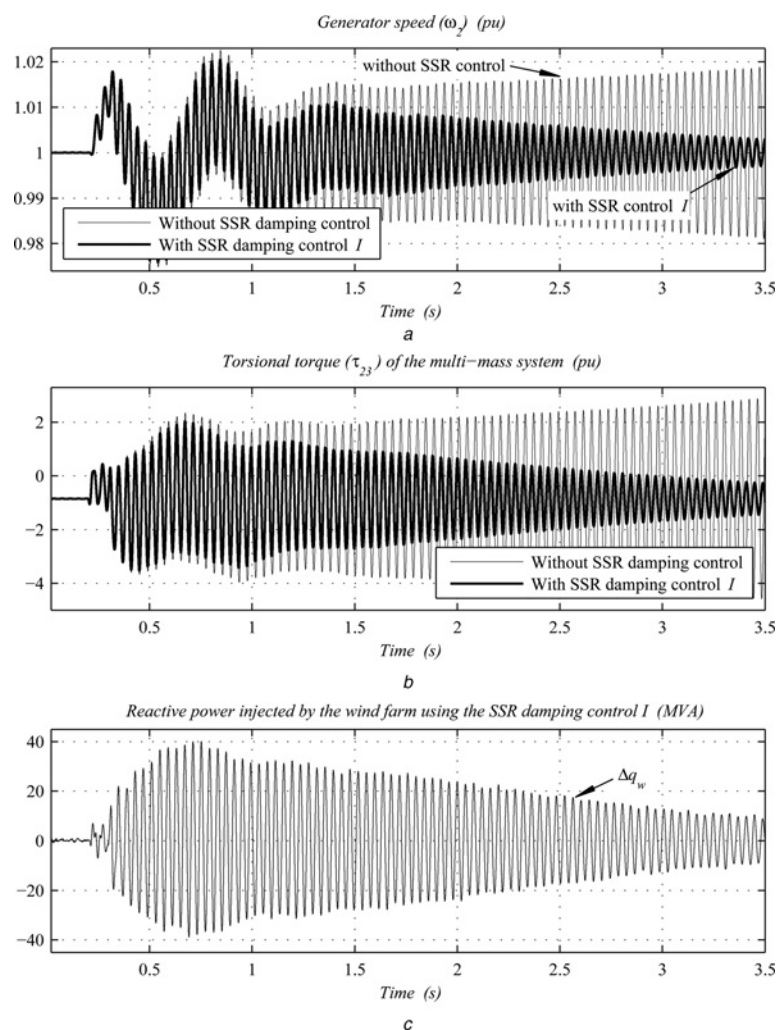 Generator speed (ω2) (pu)
1.02
1.01
1
0.99
0.98
without SSR control
with SSR control I
Without SSR damping control
With SSR damping control I
0.5 1 1.5 2 2.5 3 3.5
Time (s)
a
Torsional torque (τ23) of the multi−mass system (pu)
2
0
−2
−4
Without SSR damping control
With SSR damping control I
0.5 1 1.5 2 2.5 3 3.5
Time (s)
b
Reactive power injected by the wind farm using the SSR damping control I (MVA)
40
20
0
−20
−40
Δqw
0.5 1 1.5 2 2.5 3 3.5
Time (s)
c